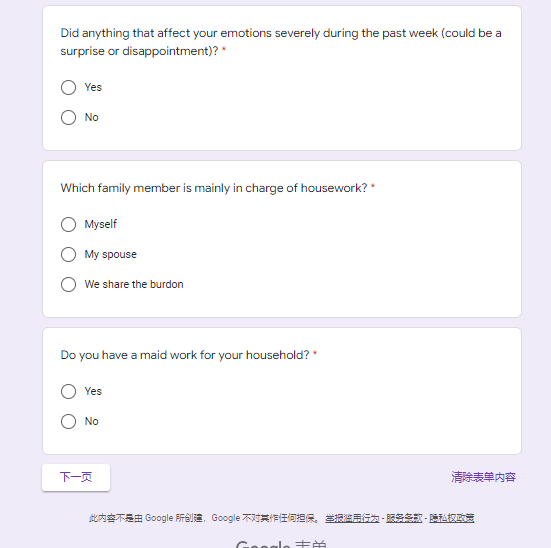 Did anything that affect your emotions severely during the past week (could be a
surprise or disappointment)? *
Yes
No
Which family member is mainly in charge of housework? *
Myself
My spouse
We share the burdon
Do you have a maid work for your household? *
Yes
No
下一页
清除表单内容
此内容不是由 Google 所创建，Google 不对其作任何担保。 举报滥用行为 - 服务条款 - 隐私权政策
Google 表单